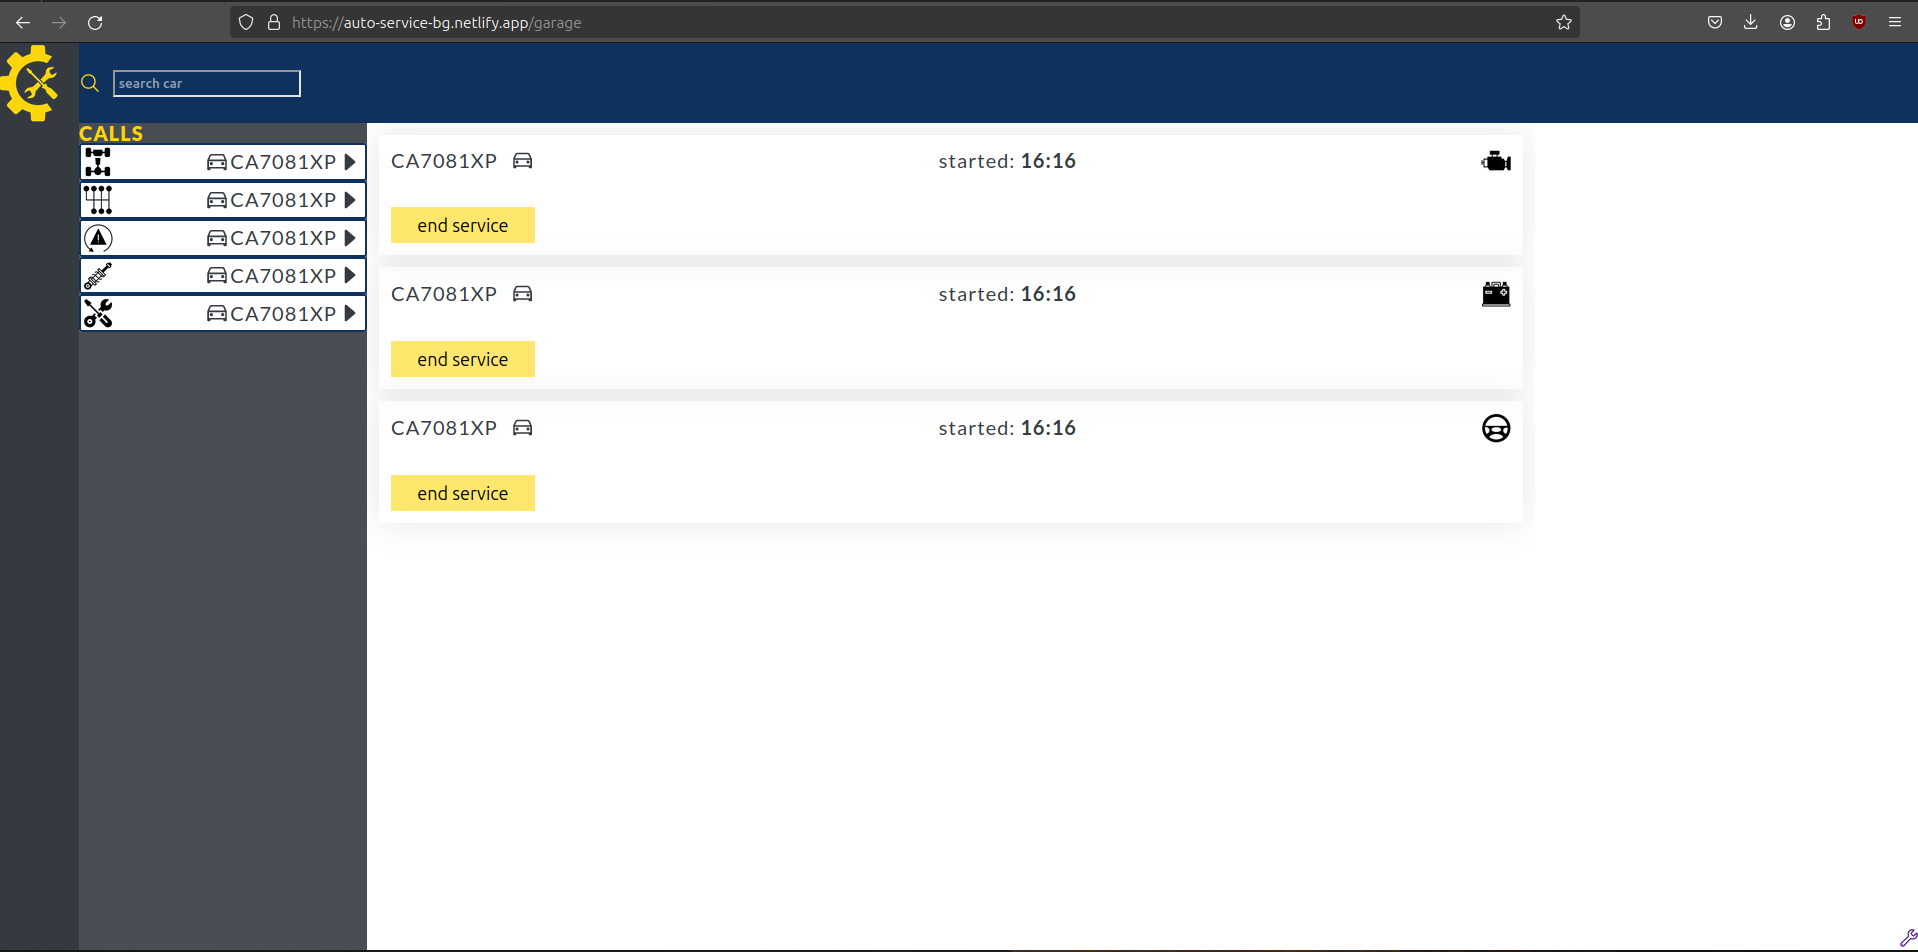 https://auto-service-bg.netlify.app/garage
search car
CALLS
CA7081XP
CA7081XP
CA7081XP
CA7081XP
CA7081XP
CA7081XP started: 16:16
end service
CA7081XP started: 16:16
end service
CA7081XP started: 16:16
end service